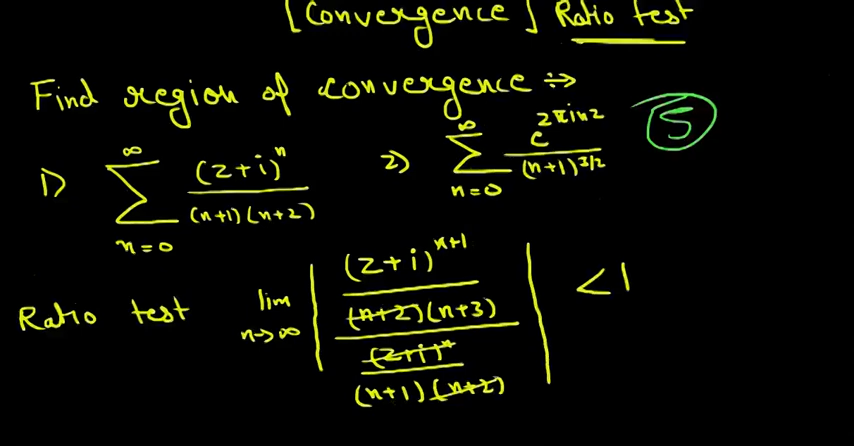 [Convergence] Ratio test
Find region of convergence ÷>
1) ∞ ∑ n=0 (z+i)^n / (n+1)(n+2) 2) ∞ ∑ n=0 e^2πinz / (n+1)^3/2 5
Ratio test lim n→∞ | (z+i)^n+1 / (n+2)(n+3) / (z+i)^n / (n+1)(n+2) | <1